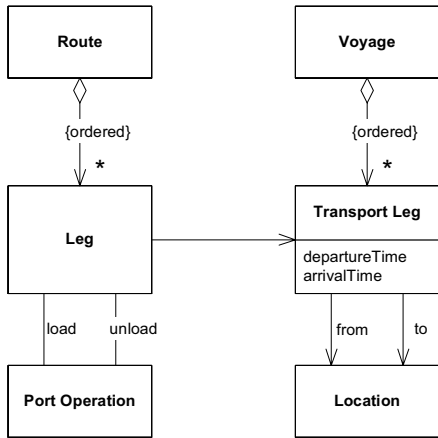 Route
Voyage
{ordered}
{ordered}
*
*
Leg
Transport Leg
departureTime
arrivalTime
load
unload
from
to
Port Operation
Location